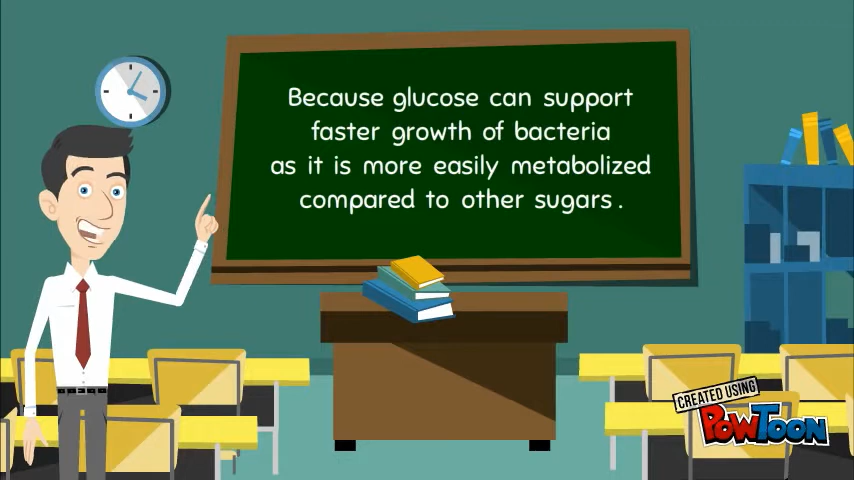 Because glucose can support
faster growth of bacteria
as it is more easily metabolized
compared to other sugars.
CREATED USING
POWTOON